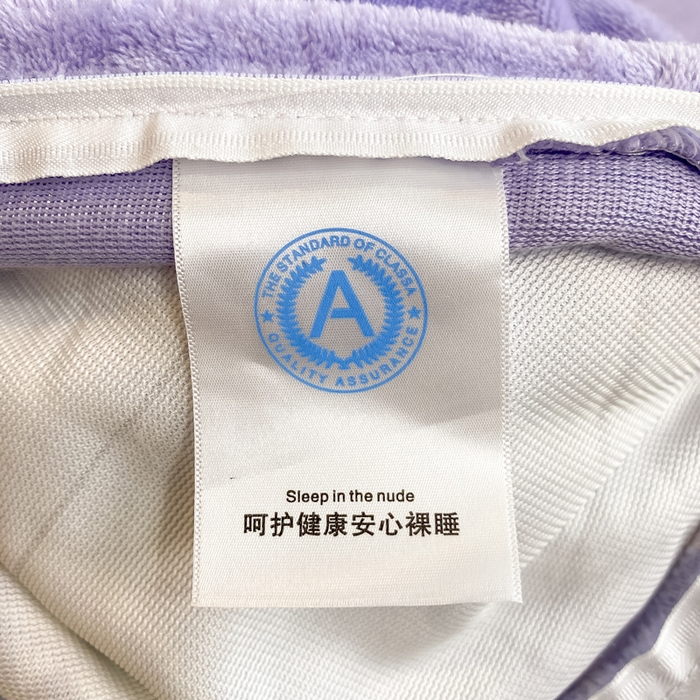 THE STANDARD OF CLASSA
A
★ QUALITY ASSURANCE ★
Sleep in the nude
呵护健康安心裸睡